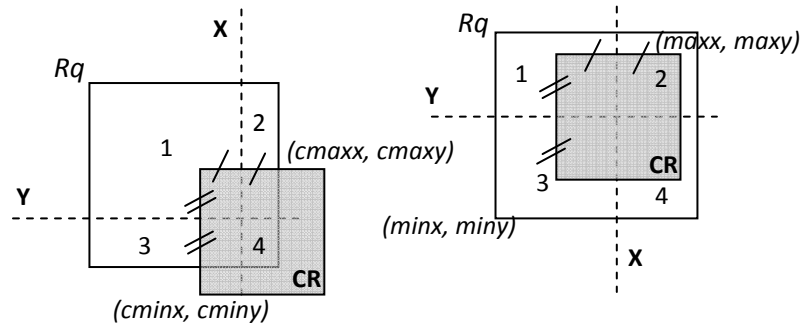 X
Rq
1
2
(cmaxx, cmaxy)
Y
3
4
CR
(cminx, cminy)
Rq
(maxx, maxy)
1
2
Y
CR
3
4
(minx, miny)
X